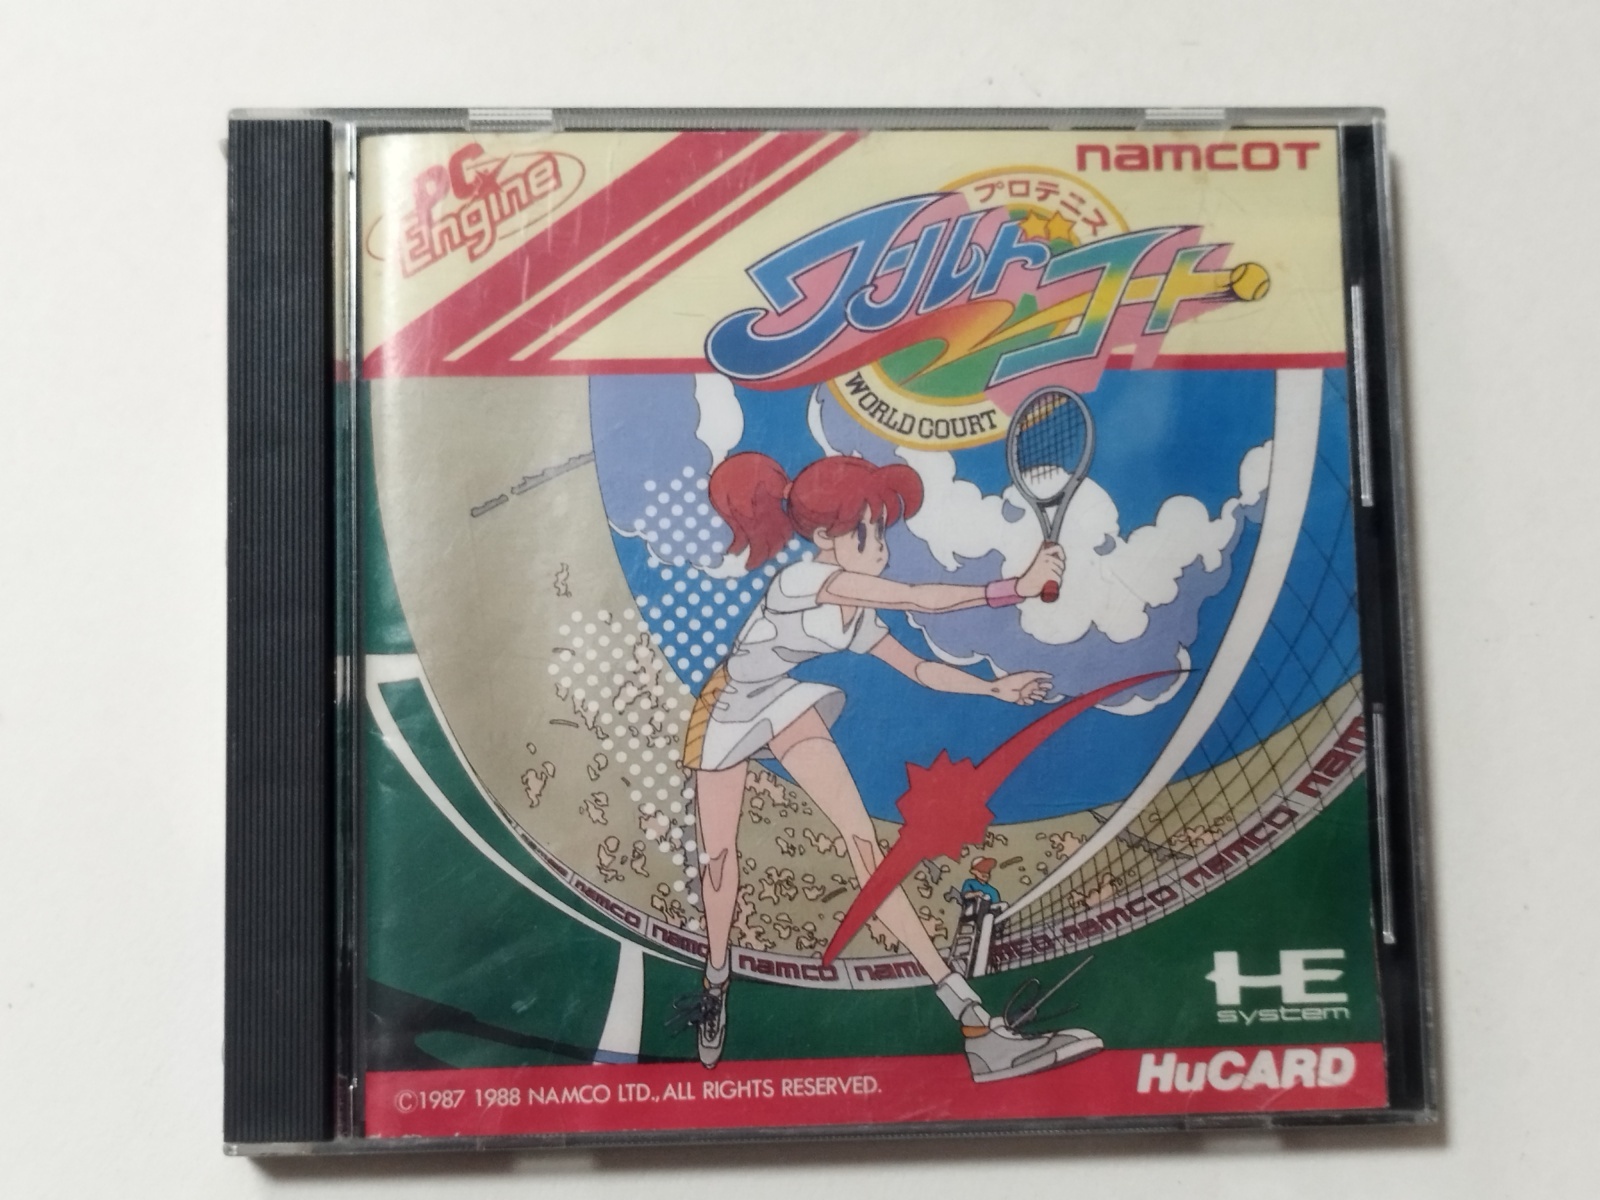 PC Engine
namcoT
プロテニス
ワールドコート
WORLD COURT
namco
namco
namco
namco
namco
HE
system
HuCARD
©1987 1988 NAMCO LTD., ALL RIGHTS RESERVED.